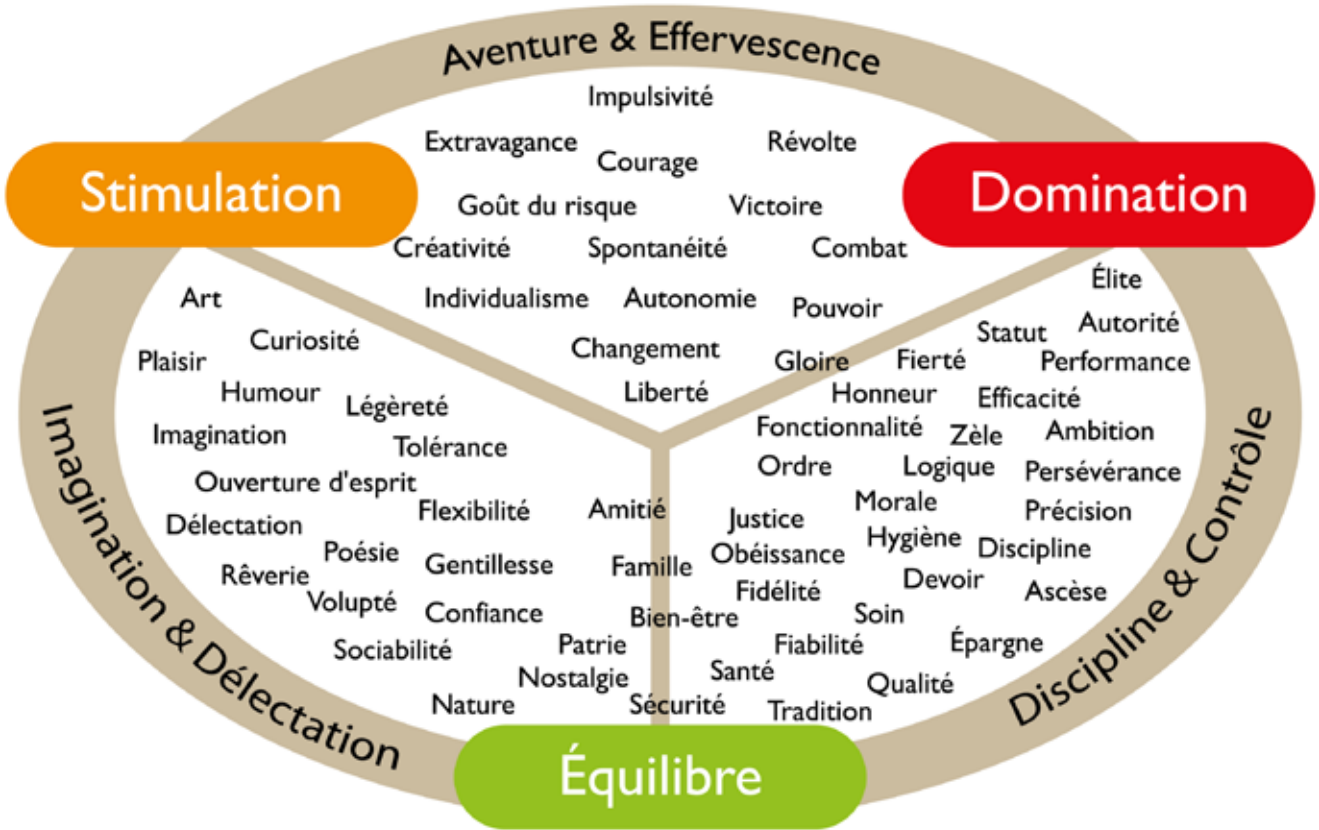 Aventure & Effervescence
Impulsivité
Extravagance
Révolte
Courage
Stimulation
Domination
Goût du risque
Victoire
Créativité
Spontanéité
Combat
Élite
Art
Individualisme
Autonomie
Pouvoir
Statut
Autorité
Curiosité
Changement
Plaisir
Gloire
Fierté
Performance
Humour
Légèreté
Liberté
Honneur
Efficacité
Imagination
Tolérance
Fonctionnalité
Zèle
Ambition
Ordre
Logique
Persévérance
Ouverture d'esprit
Flexibilité
Amitié
Morale
Précision
Délectation
Justice
Poésie
Gentillesse
Famille
Obéissance
Hygiène
Discipline
Rêverie
Volupté
Confiance
Bien-être
Fidélité
Devoir
Ascèse
Soin
Sociabilité
Patrie
Fiabilité
Épargne
Nostalgie
Santé
Qualité
Nature
Sécurité
Tradition
Imagination & Délectation
Discipline & Contrôle
Équilibre